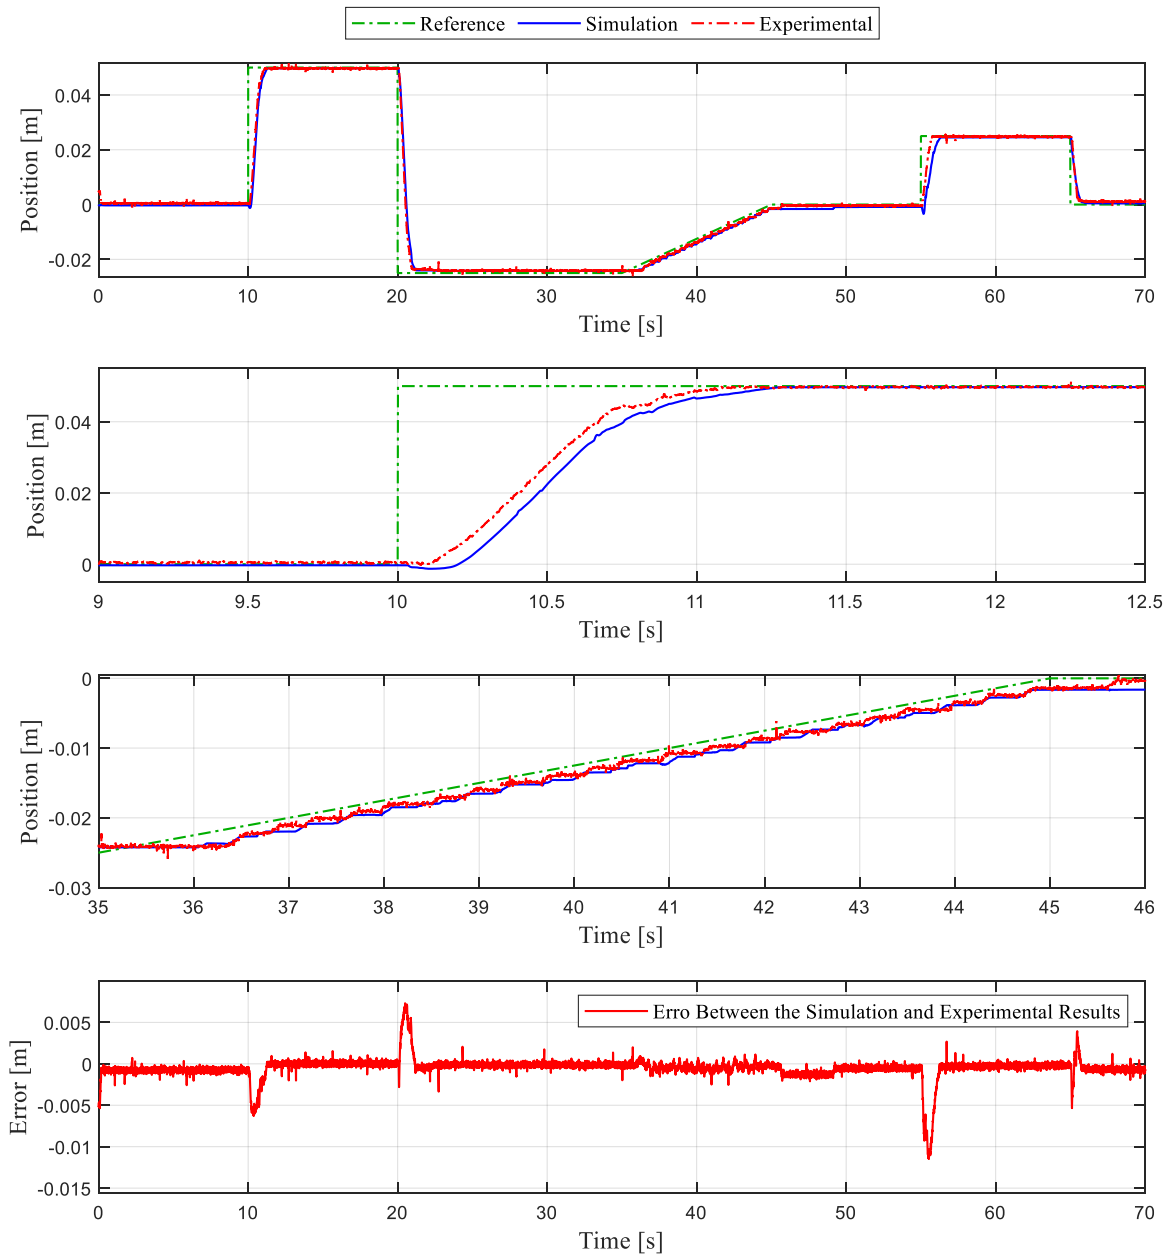 Reference Simulation Experimental
Position [m]
0.04
0.02
0
-0.02
0 10 20 30 40 50 60 70
Time [s]
Position [m]
0.04
0.02
0
9 9.5 10 10.5 11 11.5 12 12.5
Time [s]
Position [m]
0
-0.01
-0.02
-0.03
35 36 37 38 39 40 41 42 43 44 45 46
Time [s]
Erro Between the Simulation and Experimental Results
Error [m]
0.005
0
-0.005
-0.01
-0.015
0 10 20 30 40 50 60 70
Time [s]